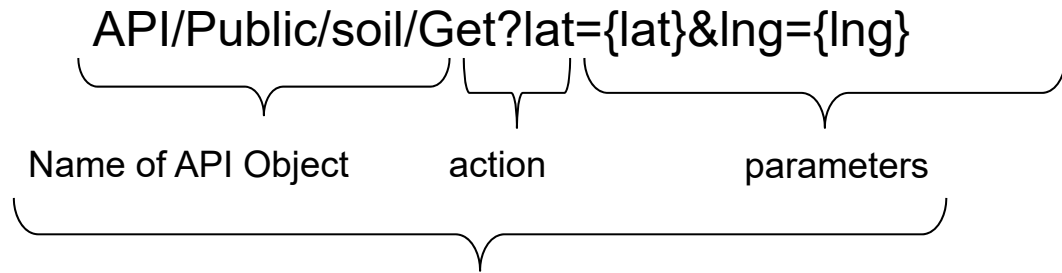 API/Public/soil/Get?lat={lat}&lng={lng}
Name of API Object action parameters